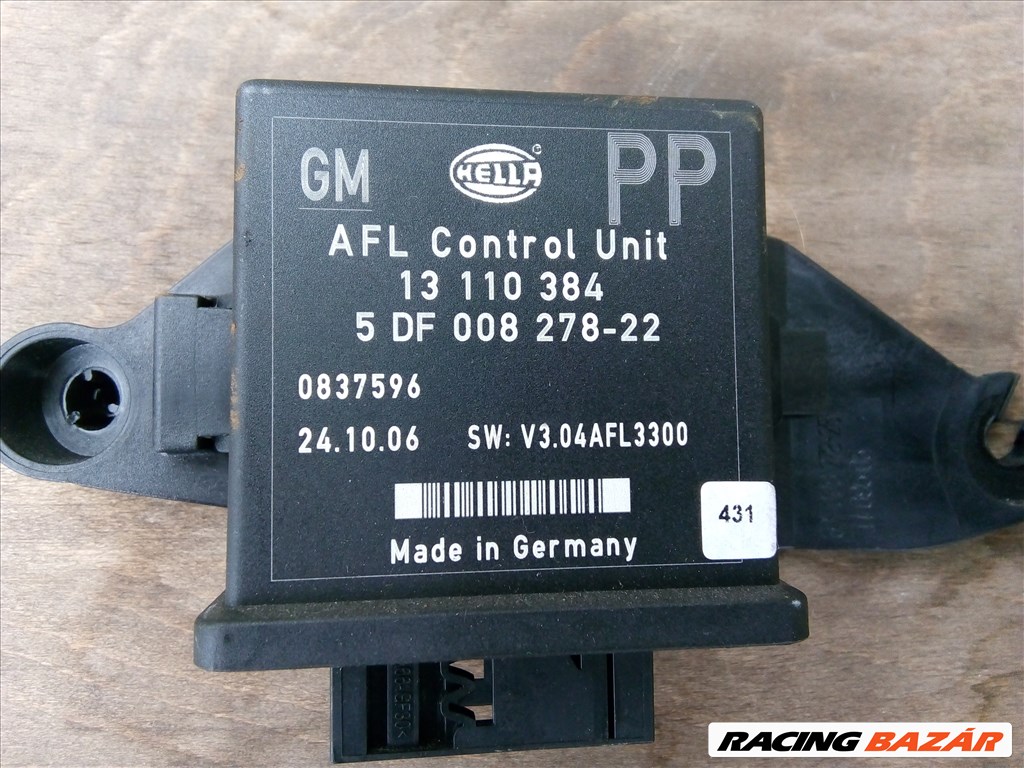 GM HELLA PP
AFL Control Unit
13 110 384
5 DF 008 278-22
0837596
24.10.06 SW: V3.04AFL3300
431
Made in Germany
RACING BAZÁR